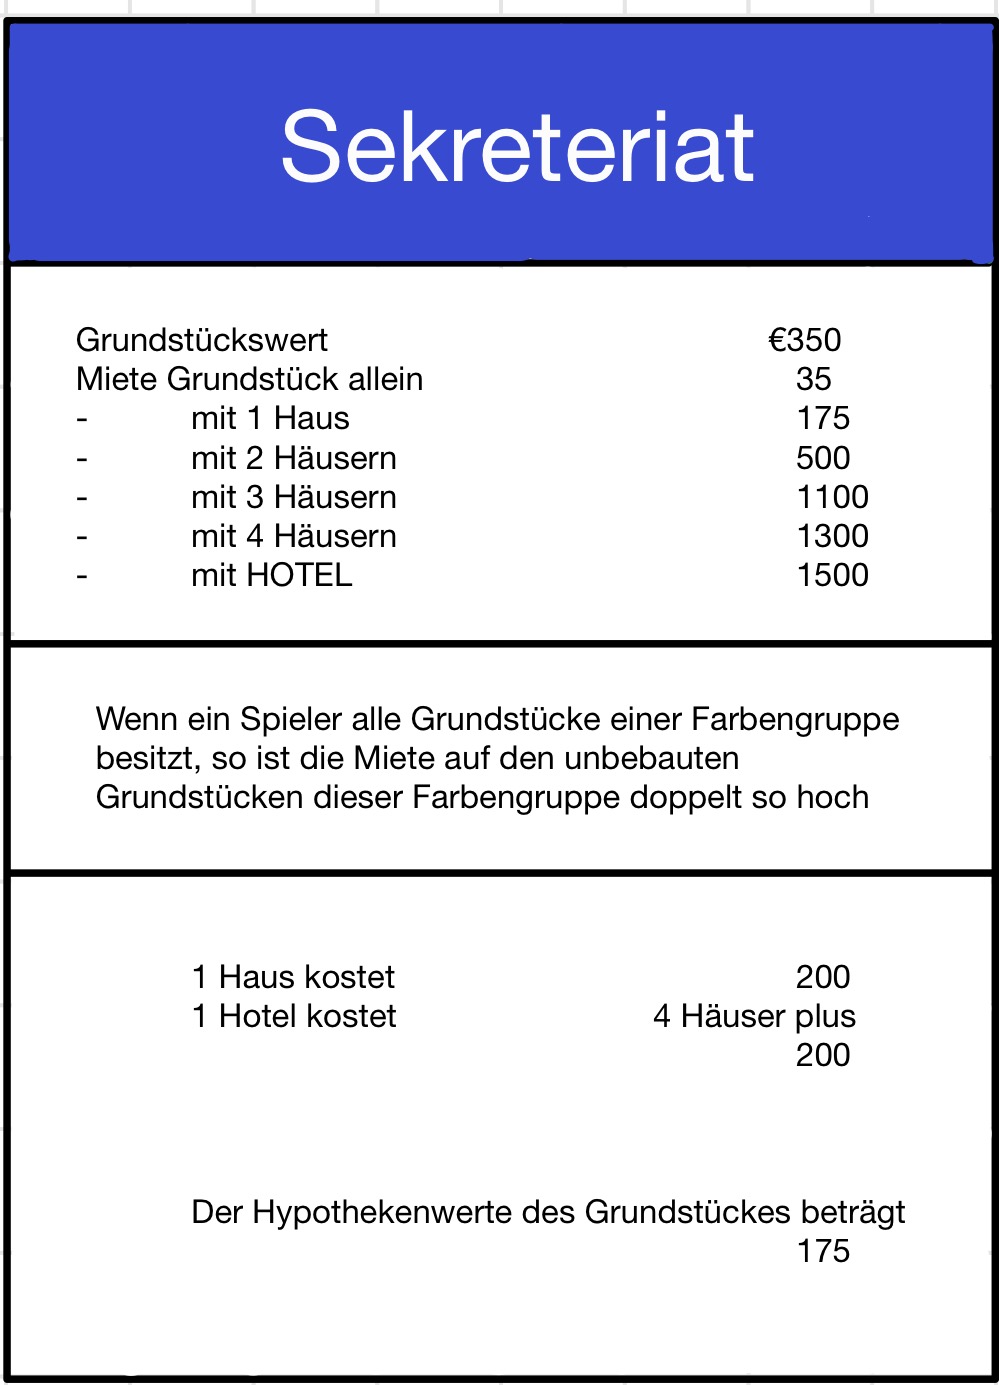 Sekreteriat
Grundstückswert €350
Miete Grundstück allein 35
- mit 1 Haus 175
- mit 2 Häusern 500
- mit 3 Häusern 1100
- mit 4 Häusern 1300
- mit HOTEL 1500
Wenn ein Spieler alle Grundstücke einer Farbengruppe
besitzt, so ist die Miete auf den unbebauten
Grundstücken dieser Farbengruppe doppelt so hoch
1 Haus kostet 200
1 Hotel kostet 4 Häuser plus
200
Der Hypothekenwerte des Grundstückes beträgt
175